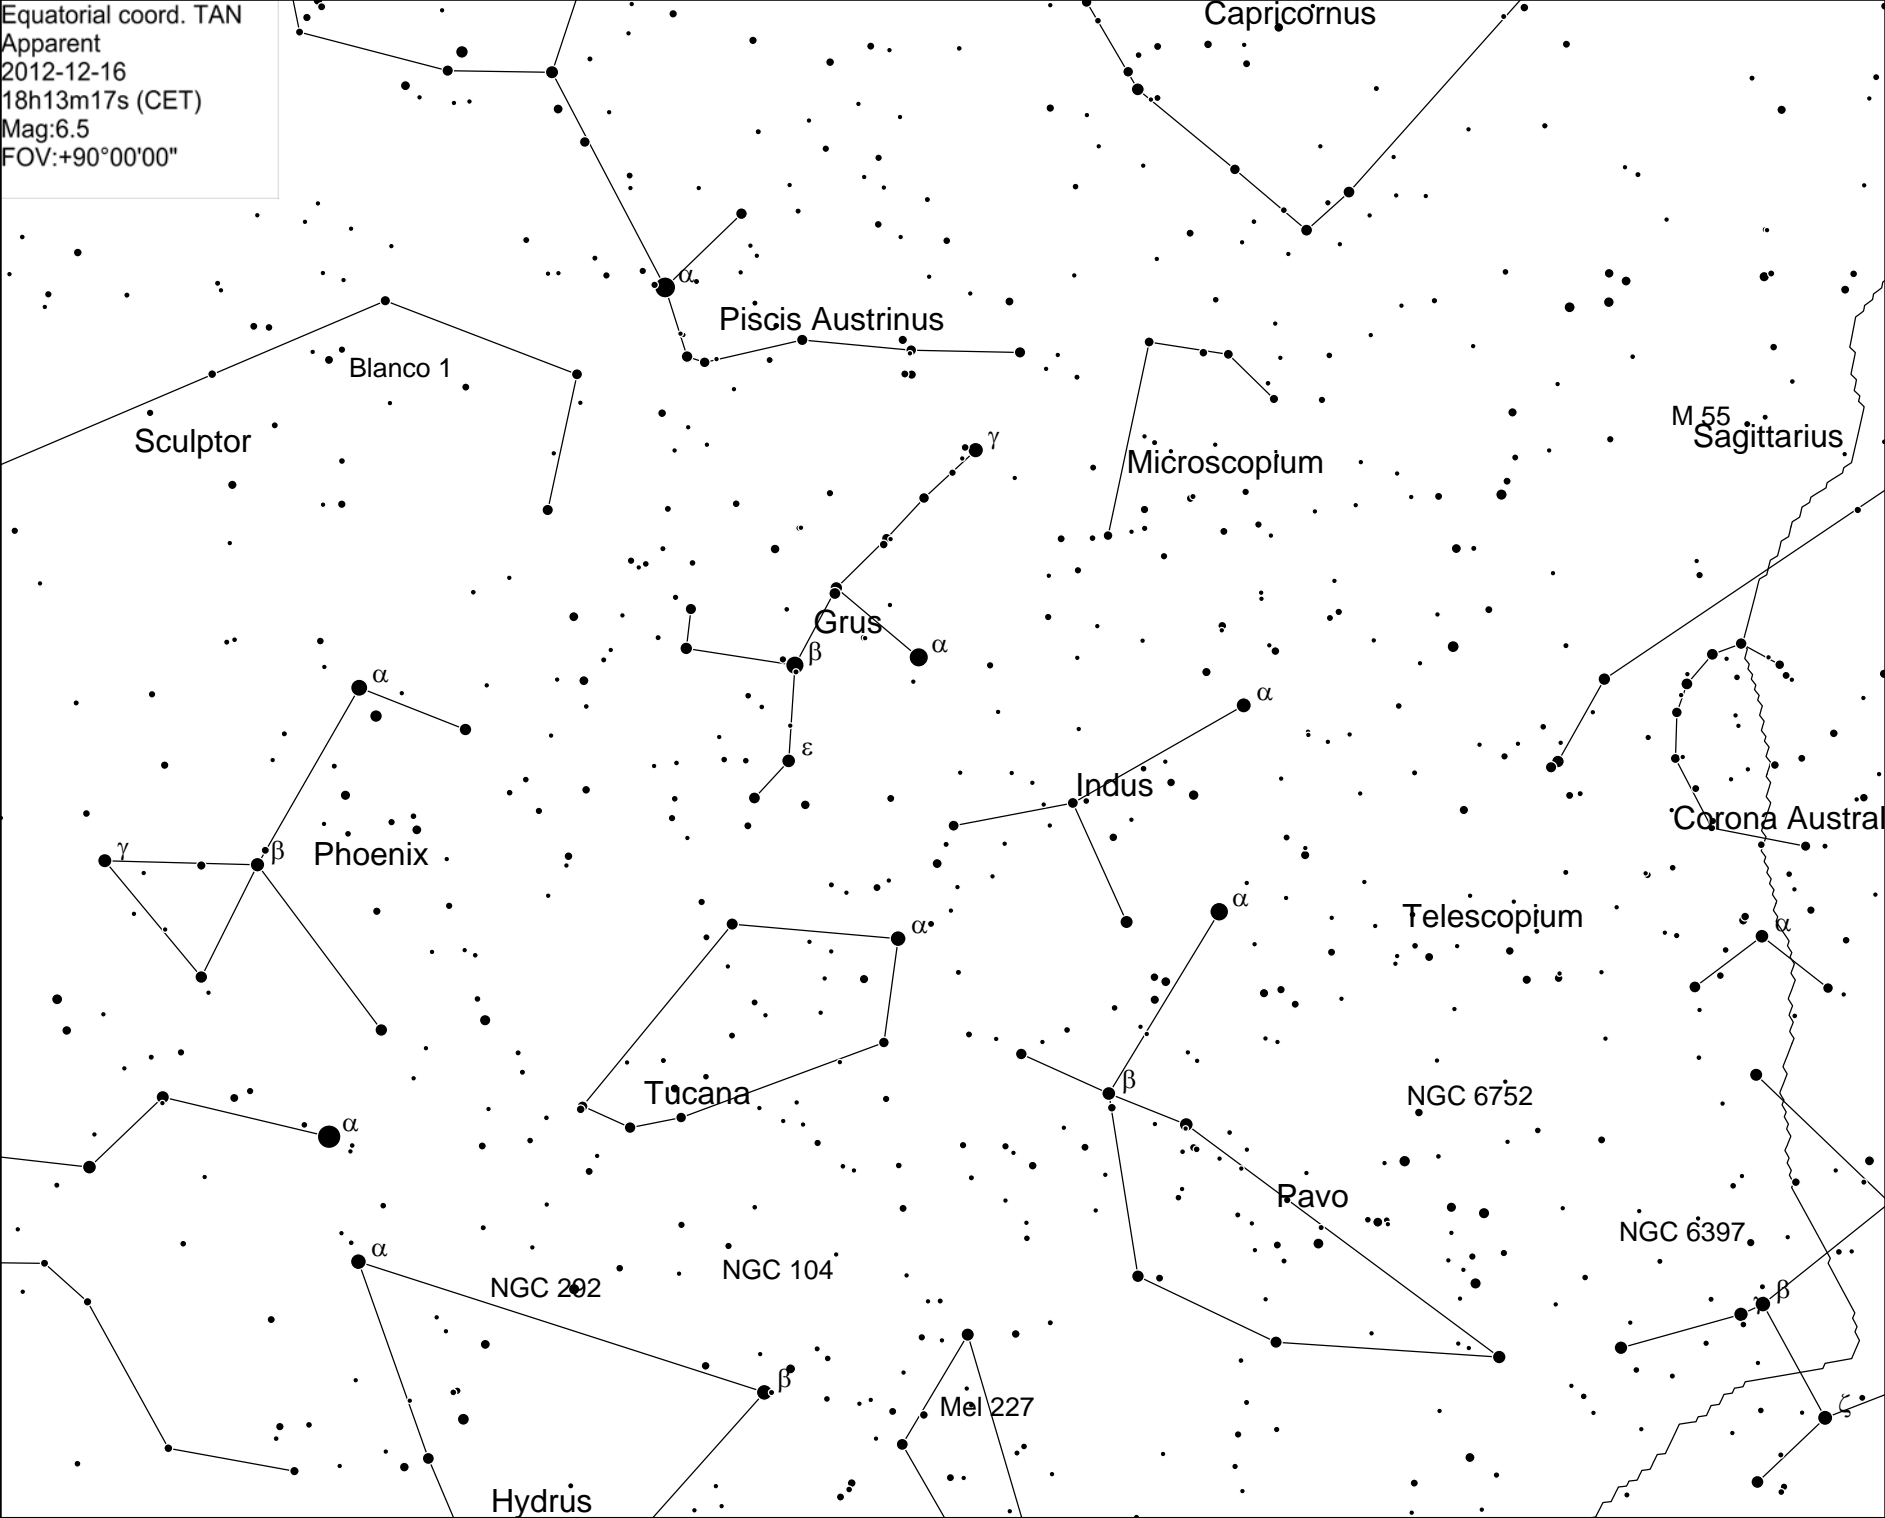 Equatorial coord. TAN
Apparent
2012-12-16
18h13m17s (CET)
Mag:6.5
FOV:+90°00'00"
Capricornus
α
Piscis Austrinus
Blanco 1
M 55
Sculptor
γ
Sagittarius
Microscopium
Grus
β
α
α
α
ε
Indus
Corona Austral
γ
β
Phoenix
α
α
Telescopium
α
β
Tucana
NGC 6752
α
Pavo
NGC 6397
α
NGC 104
NGC 292
β
β
Mel 227
ζ
Hydrus